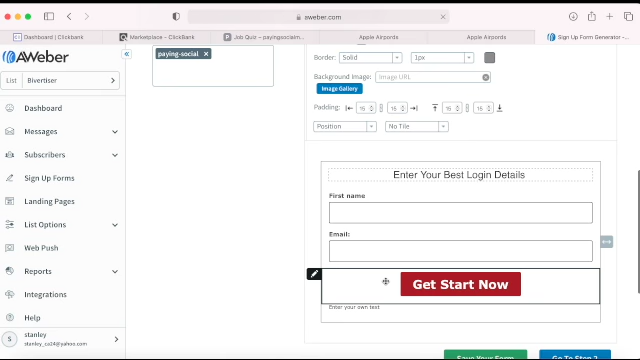 aweber.com
Dashboard | Clickbank
Marketplace – ClickBank
Job Quiz – payingsocialm...
Apple Airpords
Apple Airpords
Sign Up Form Generator -...
AWeber
«
paying-social ×
Border: Solid 1px
List Bivertiser
Background Image: Image URL
Image Gallery
Dashboard
Padding: 15 15 15 15
Messages
Position No Tile
Subscribers
Sign Up Forms
Enter Your Best Login Details
Landing Pages
First name
List Options
Email:
Web Push
Reports
Get Start Now
Integrations
Enter your own text
Help
S stanley
stanley_ca24@yahoo.com
Save Your Form
Go To Step 2